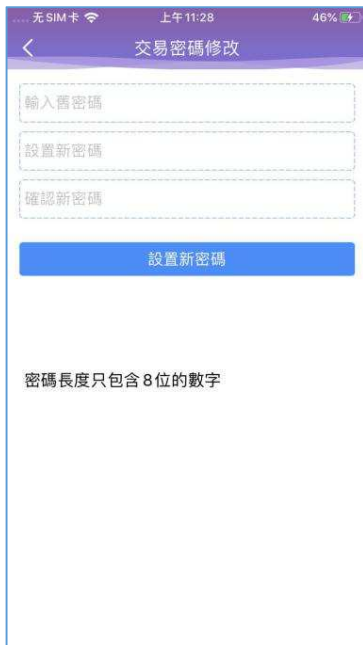 .... 无SIM卡 上午11:28 46%
交易密碼修改
輸入舊密碼
設置新密碼
確認新密碼
設置新密碼
密碼長度只包含8位的數字